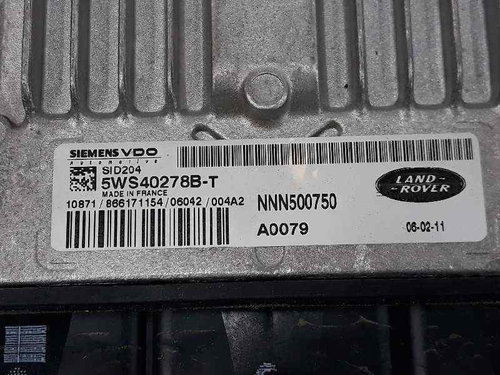 SIEMENS VDO
Automotive
SID204
5WS40278B-T
MADE IN FRANCE
10871 / 866171154 / 06042 / 004A2
NNN500750
A0079
LAND
ROVER
06-02-11